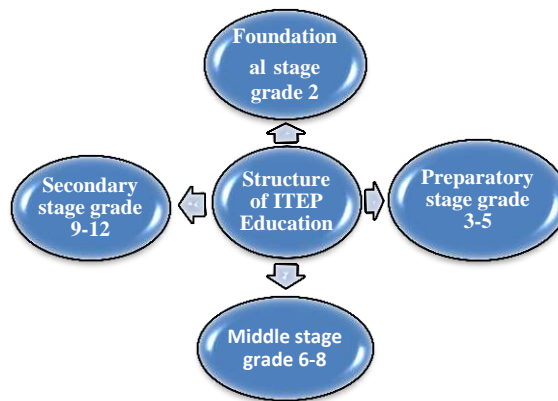 Foundation
al stage
grade 2
Secondary
stage grade
9-12
Structure
of ITEP
Education
Preparatory
stage grade
3-5
Middle stage
grade 6-8